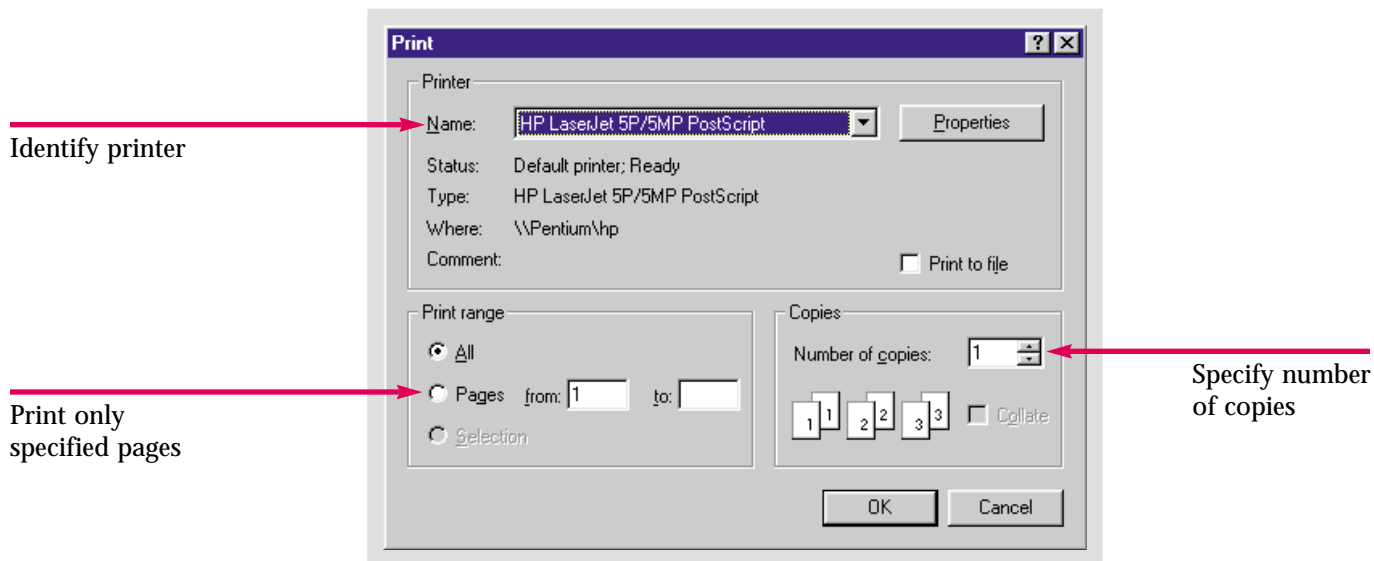 Print
Printer
Name: HP LaserJet 5P/5MP PostScript Properties
Identify printer
Status: Default printer; Ready
Type: HP LaserJet 5P/5MP PostScript
Where: \\Pentium\hp
Comment: Print to file
Print range
All
Pages from: 1 to:
Selection
Print only
specified pages
Copies
Number of copies: 1
1 1 2 2 3 3 Collate
Specify number
of copies
OK Cancel